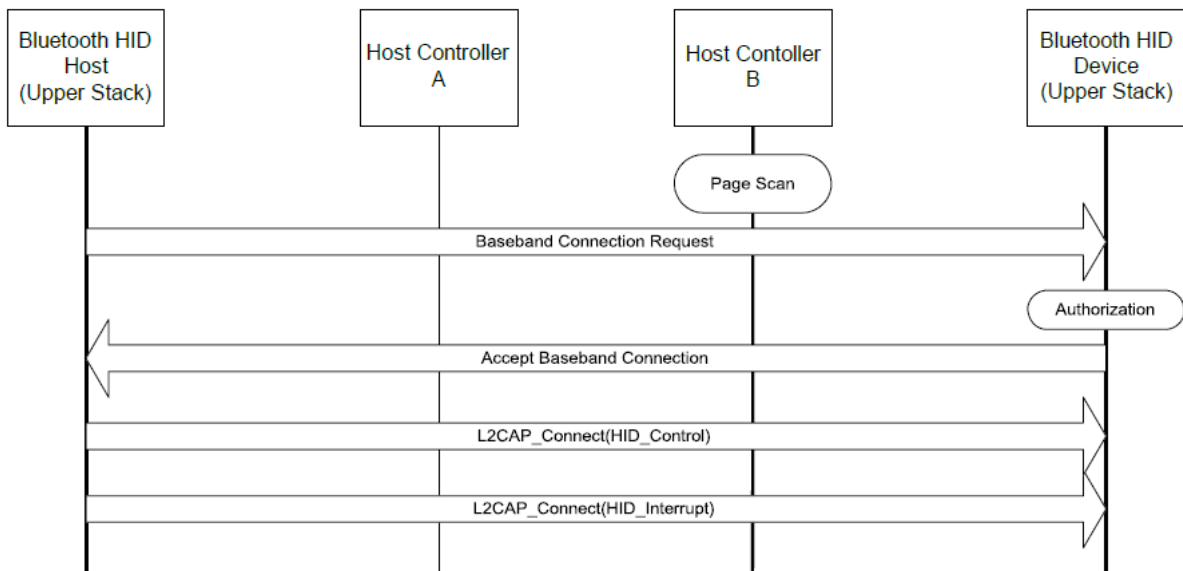 Bluetooth HID
Host
(Upper Stack)
Host Controller
A
Host Contoller
B
Bluetooth HID
Device
(Upper Stack)
Page Scan
Baseband Connection Request
Authorization
Accept Baseband Connection
L2CAP_Connect(HID_Control)
L2CAP_Connect(HID_Interrupt)